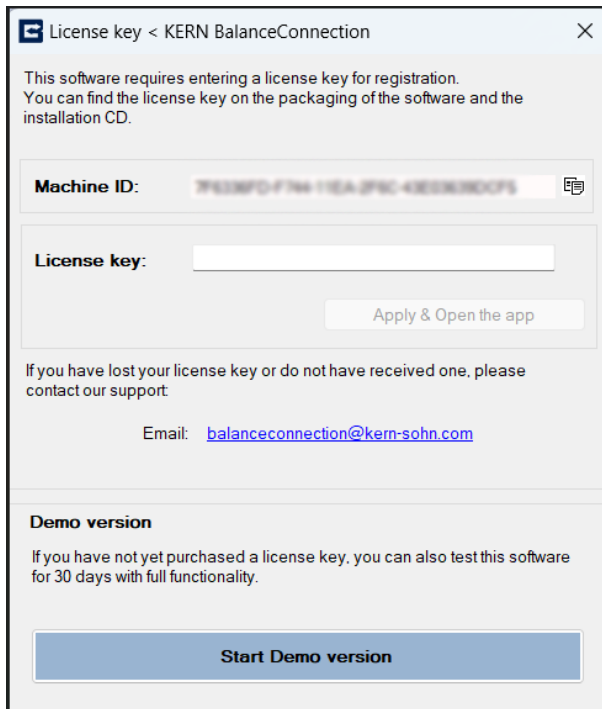 License key < KERN BalanceConnection
This software requires entering a license key for registration.
You can find the license key on the packaging of the software and the
installation CD.
Machine ID:
License key:
Apply & Open the app
If you have lost your license key or do not have received one, please
contact our support:
Email: balanceconnection@kern-sohn.com
Demo version
If you have not yet purchased a license key, you can also test this software
for 30 days with full functionality.
Start Demo version